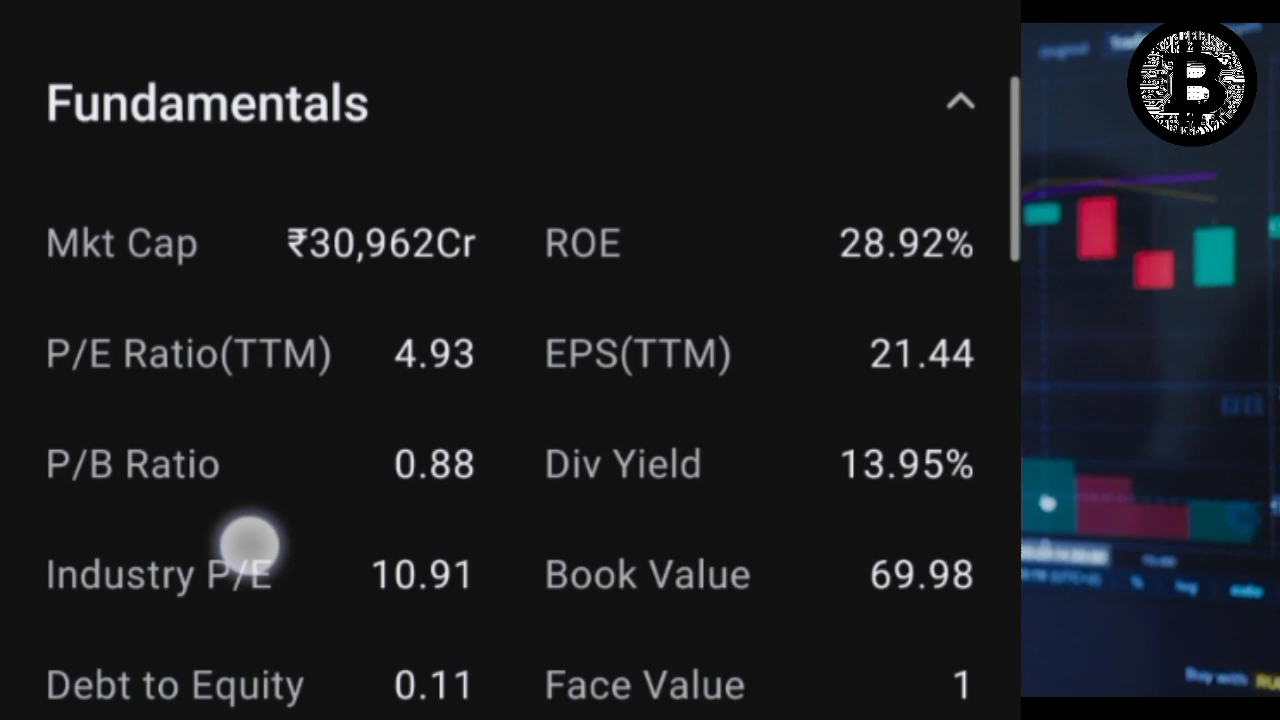 Fundamentals
Mkt Cap ₹30,962Cr ROE 28.92%
P/E Ratio(TTM) 4.93 EPS(TTM) 21.44
P/B Ratio 0.88 Div Yield 13.95%
Industry P/E 10.91 Book Value 69.98
Debt to Equity 0.11 Face Value 1
Buy with